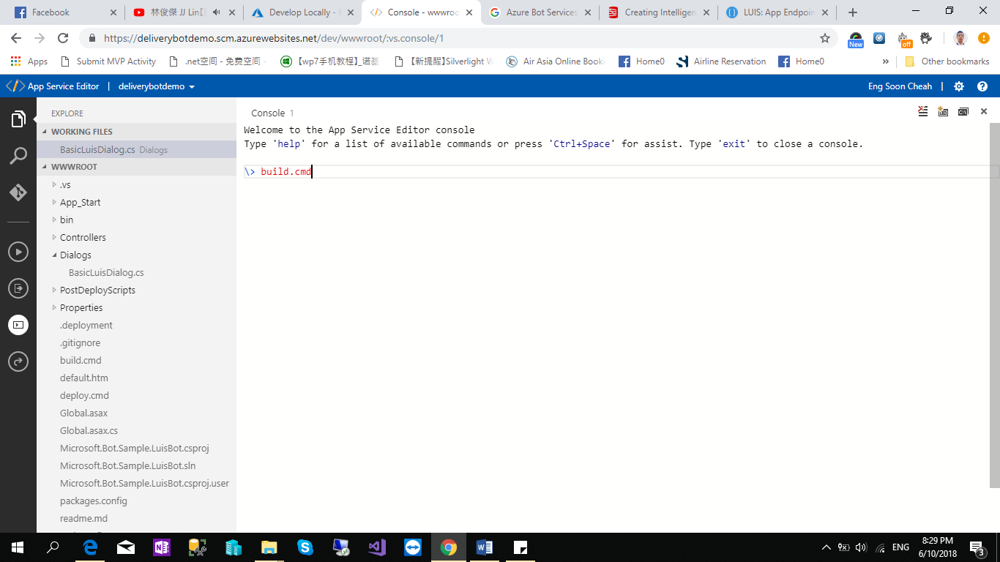 Facebook
林俊傑 JJ Lin
Develop Locally -
Console - wwwroo
Azure Bot Services
Creating Intelligen
LUIS: App Endpoin
https://deliverybotdemo.scm.azurewebsites.net/dev/wwwroot/:vs.console/1
New
off
Apps
Submit MVP Activity
.net空间 - 免费空间 -
【wp7手机教程】_诺基
【新提醒】Silverlight W
Air Asia Online Booki
Home0
Airline Reservation
Home0
»
Other bookmarks
App Service Editor | deliverybotdemo
Eng Soon Cheah |
EXPLORE
WORKING FILES
BasicLuisDialog.cs Dialogs
WWWROOT
.vs
App_Start
bin
Controllers
Dialogs
BasicLuisDialog.cs
PostDeployScripts
Properties
.deployment
.gitignore
build.cmd
default.htm
deploy.cmd
Global.asax
Global.asax.cs
Microsoft.Bot.Sample.LuisBot.csproj
Microsoft.Bot.Sample.LuisBot.sln
Microsoft.Bot.Sample.LuisBot.csproj.user
packages.config
readme.md
Console 1
Welcome to the App Service Editor console
Type 'help' for a list of available commands or press 'Ctrl+Space' for assist. Type 'exit' to close a console.
\> build.cmd
ENG
8:29 PM
6/10/2018
3